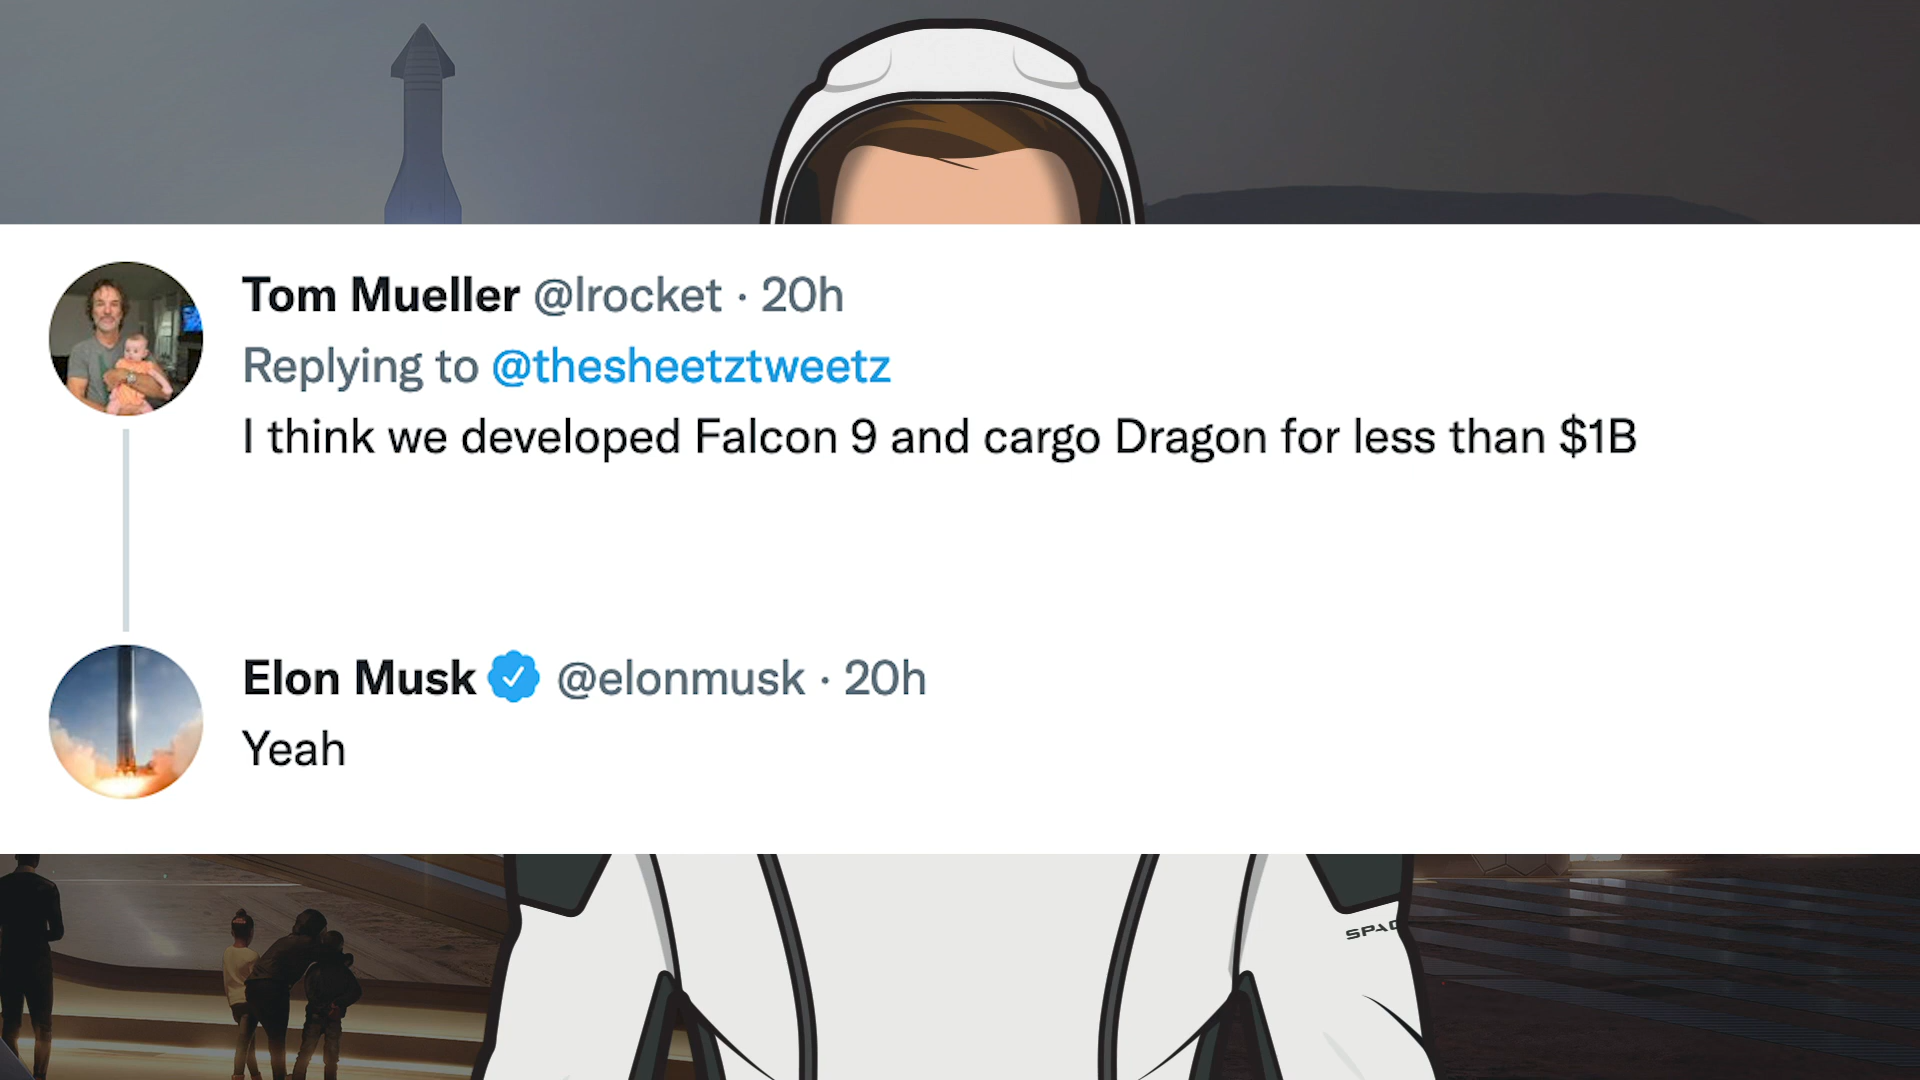 Tom Mueller @lrocket · 20h
Replying to @thesheetztweetz
I think we developed Falcon 9 and cargo Dragon for less than $1B
Elon Musk @elonmusk · 20h
Yeah
SPAC